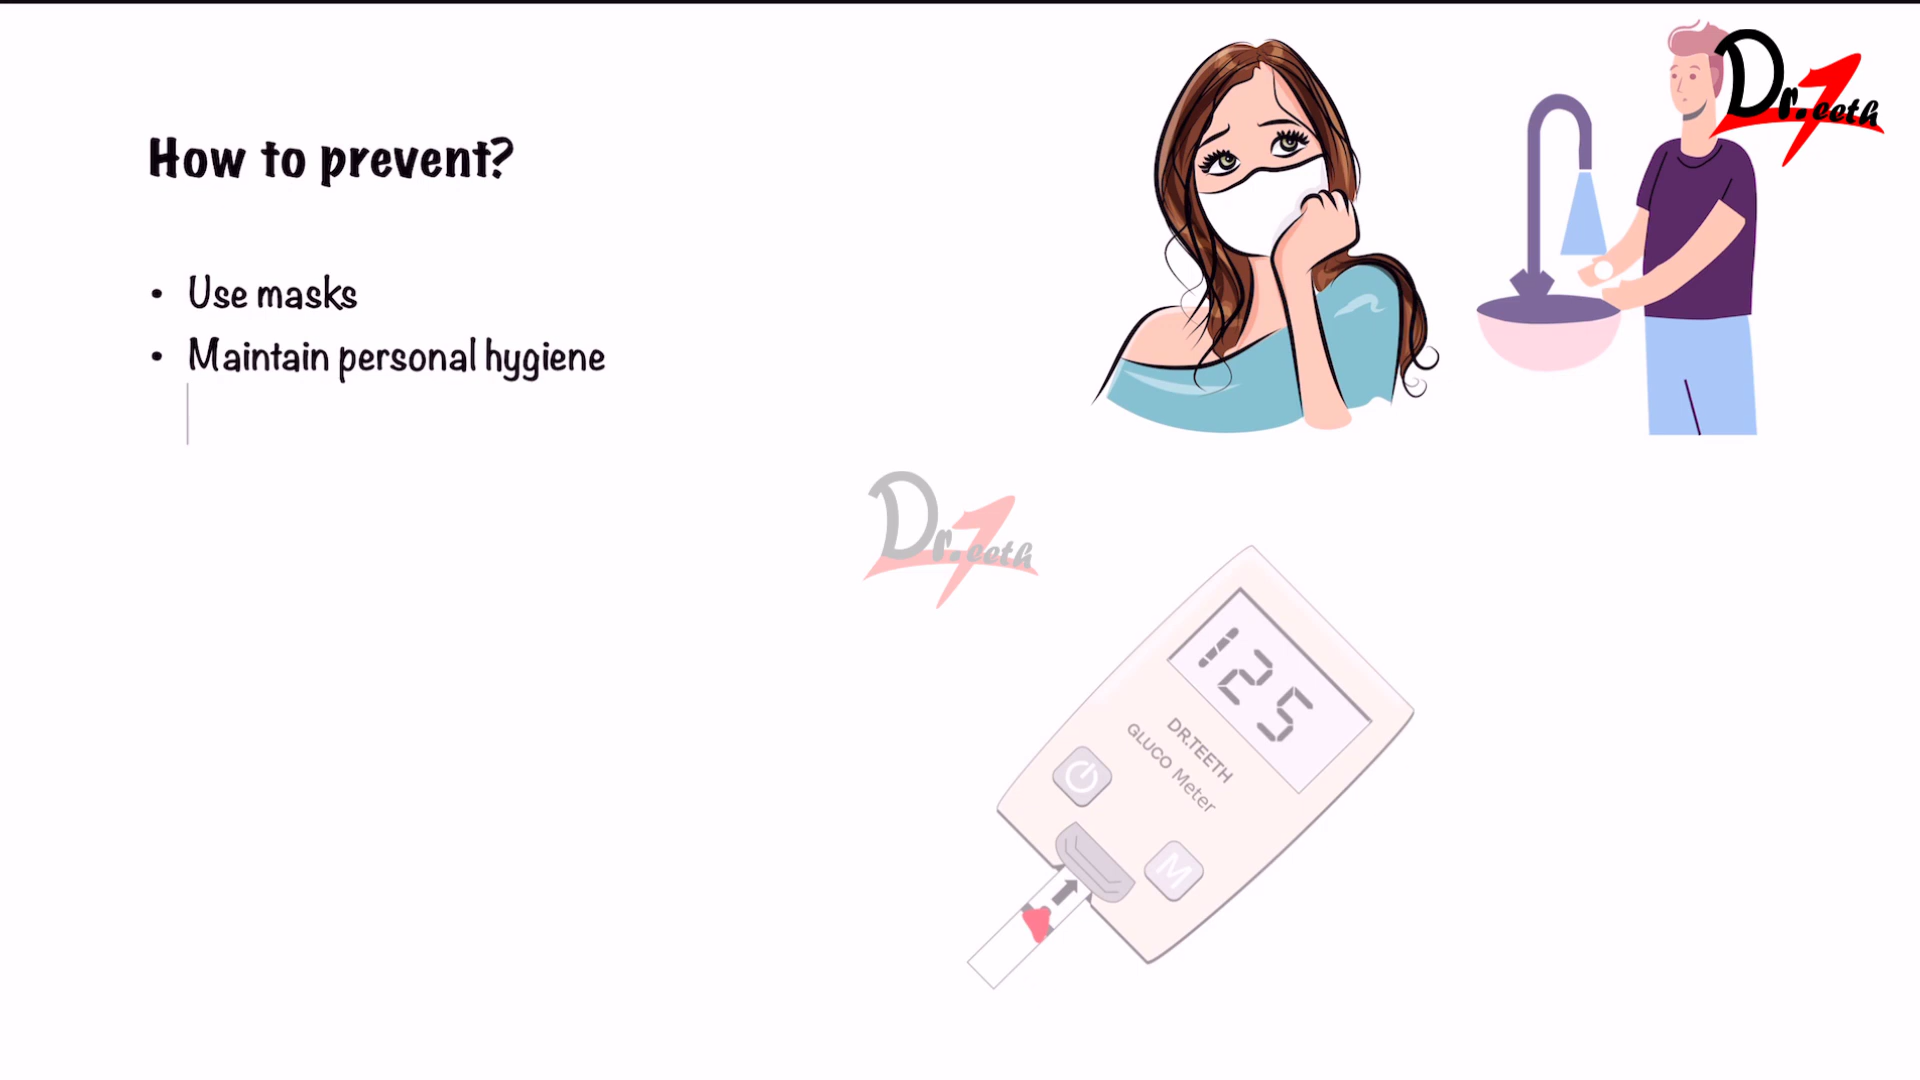 How to prevent?
• Use masks
• Maintain personal hygiene
Dr. Teeth
Dr. Teeth
125
DR.TEETH
GLUCO Meter
M